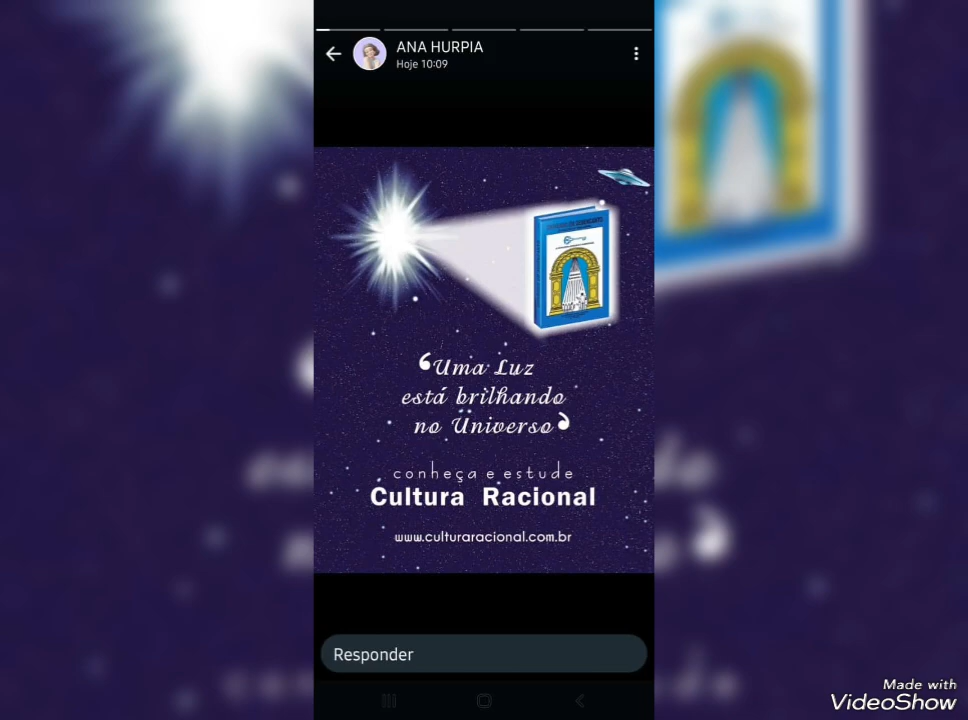 ANA HURPIA
Hoje 10:09
❛Uma Luz
está brilhando
no Universo❜
conheça e estude
Cultura Racional
www.culturaracional.com.br
Responder
Made with
VideoShow